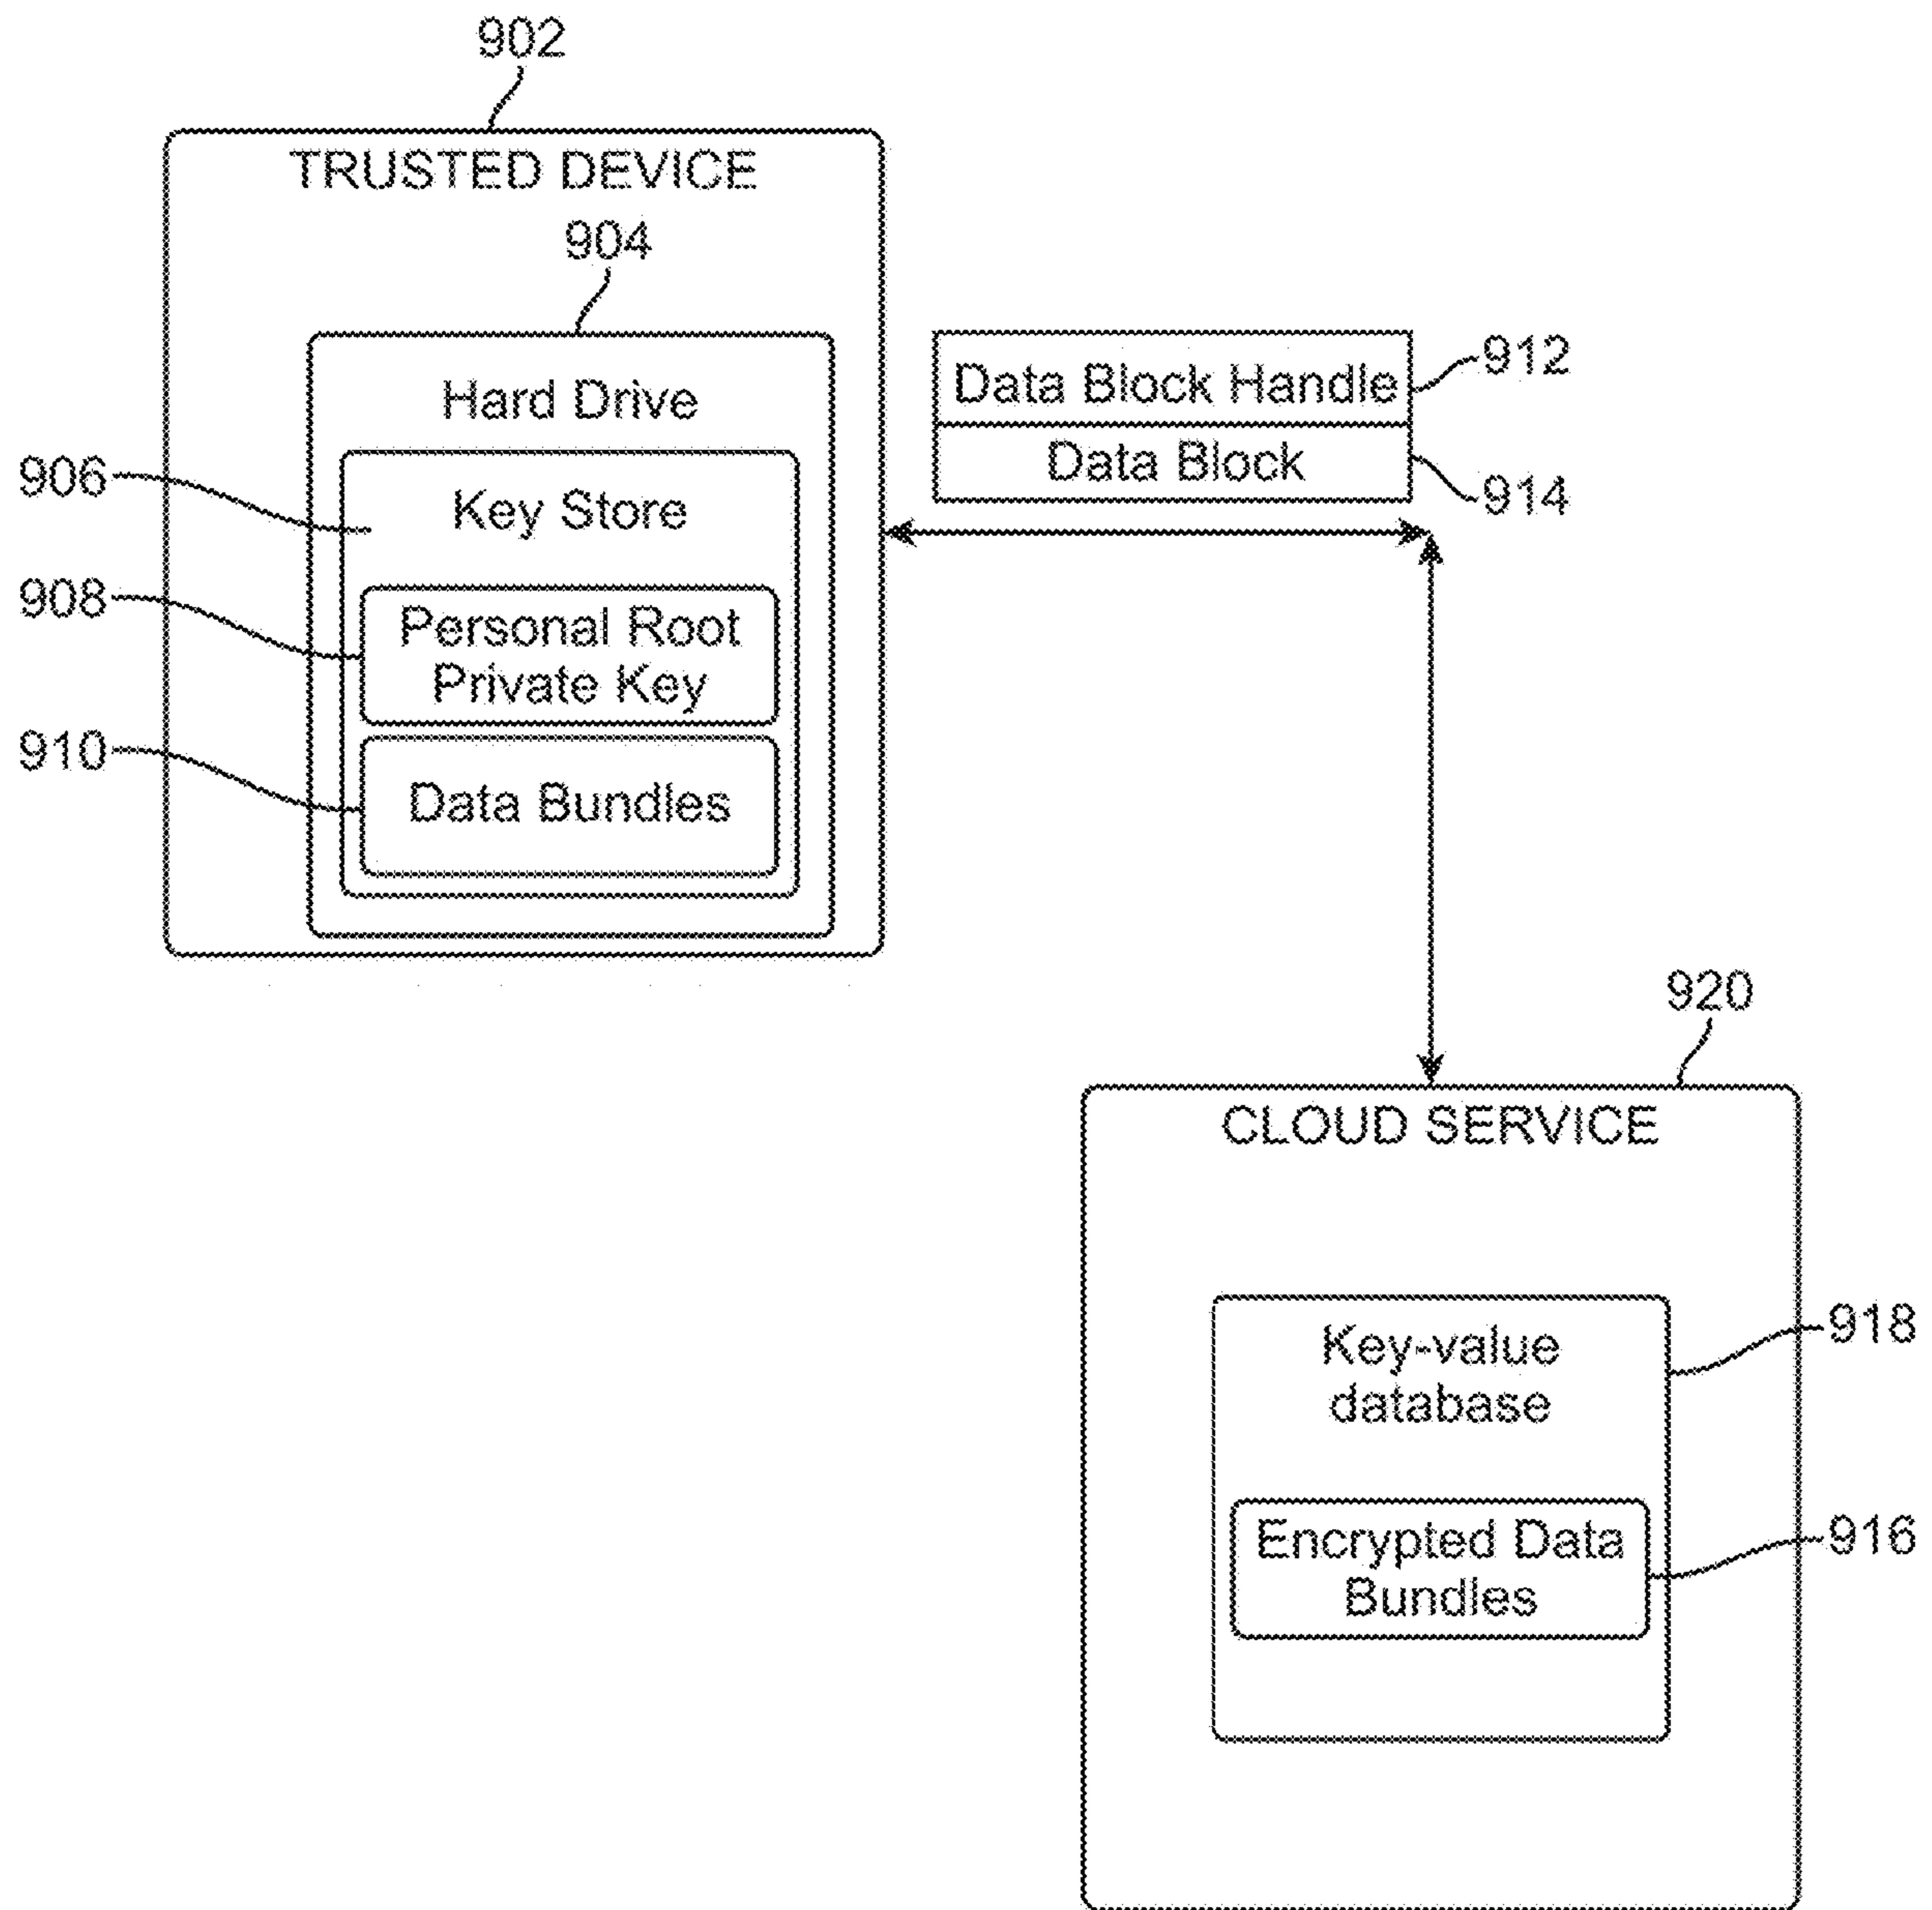 902
TRUSTED DEVICE
904
Hard Drive
906
Key Store
908
Personal Root
Private Key
910
Data Bundles
Data Block Handle
912
Data Block
914
920
CLOUD SERVICE
Key-value
database
918
Encrypted Data
Bundles
916